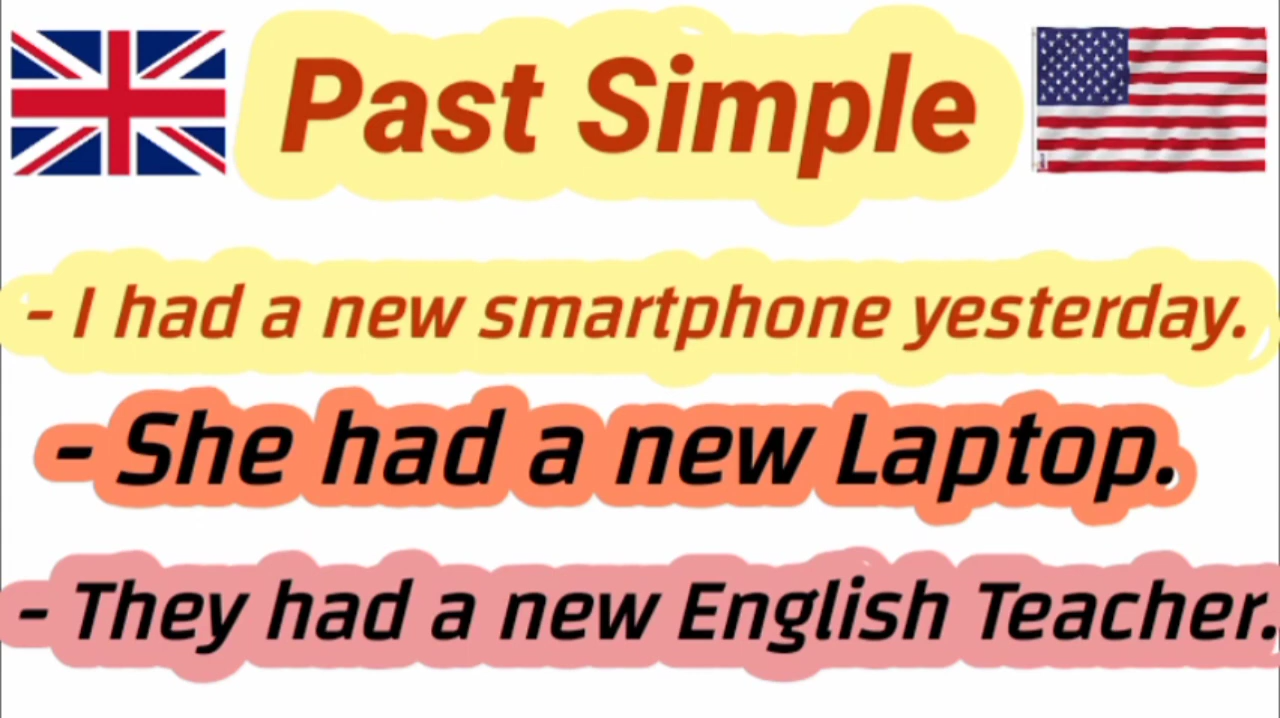 Past Simple
- I had a new smartphone yesterday.
- She had a new Laptop.
- They had a new English Teacher.